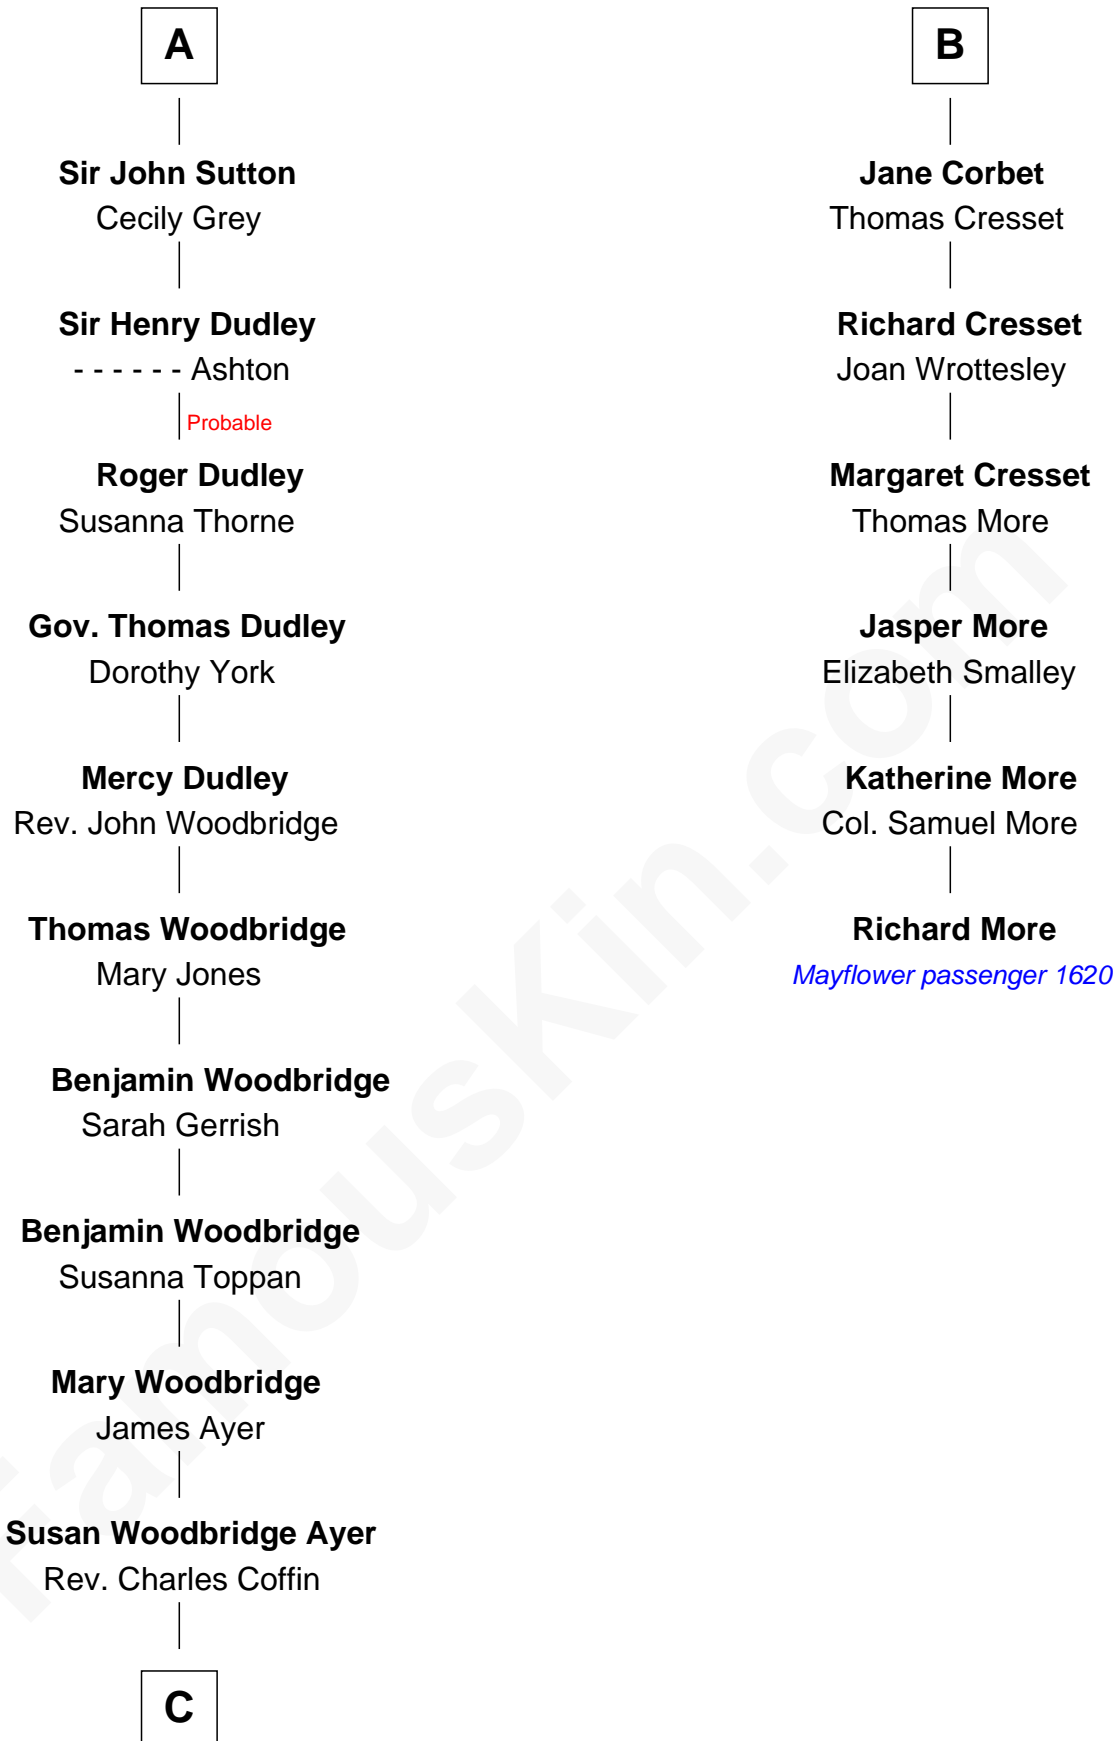 A
Sir John Sutton
Cecily Grey
Sir Henry Dudley
- - - - - - Ashton
Probable
Roger Dudley
Susanna Thorne
Gov. Thomas Dudley
Dorothy York
Mercy Dudley
Rev. John Woodbridge
Thomas Woodbridge
Mary Jones
Benjamin Woodbridge
Sarah Gerrish
Benjamin Woodbridge
Susanna Toppan
Mary Woodbridge
James Ayer
Susan Woodbridge Ayer
Rev. Charles Coffin
C
B
Jane Corbet
Thomas Cresset
Richard Cresset
Joan Wrottesley
Margaret Cresset
Thomas More
Jasper More
Elizabeth Smalley
Katherine More
Col. Samuel More
Richard More
Mayflower passenger 1620
FamousKin.com